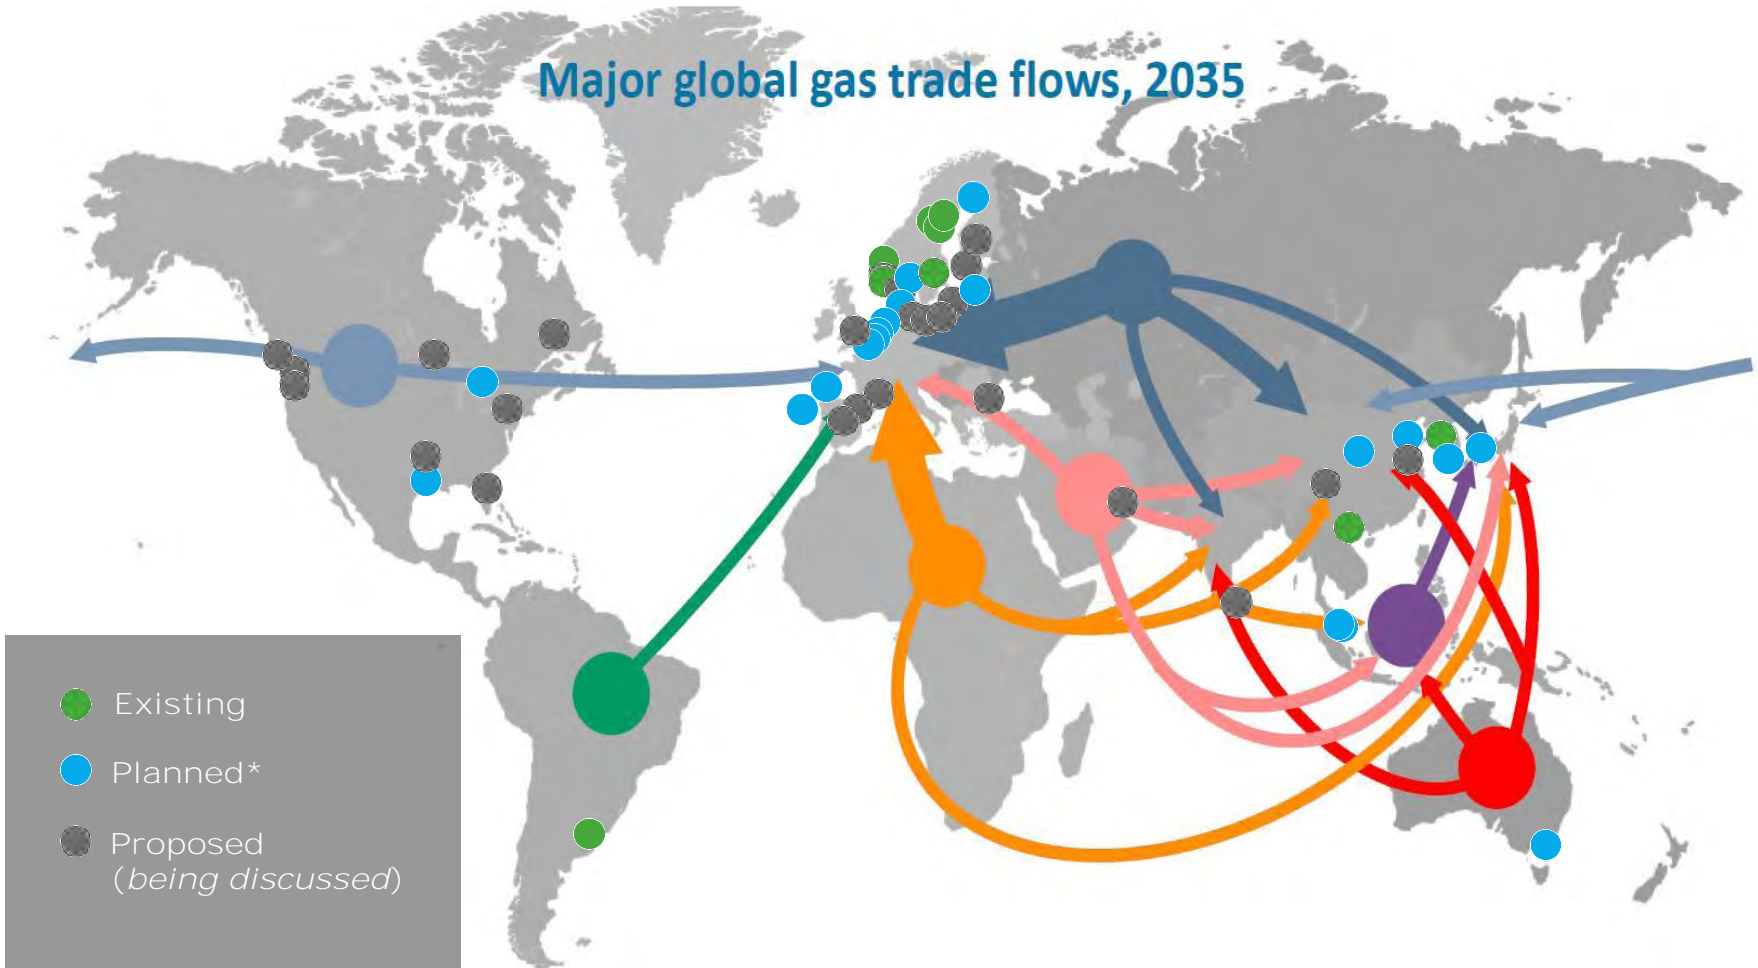 Major global gas trade flows, 2035
Existing
Planned*
Proposed
(being discussed)